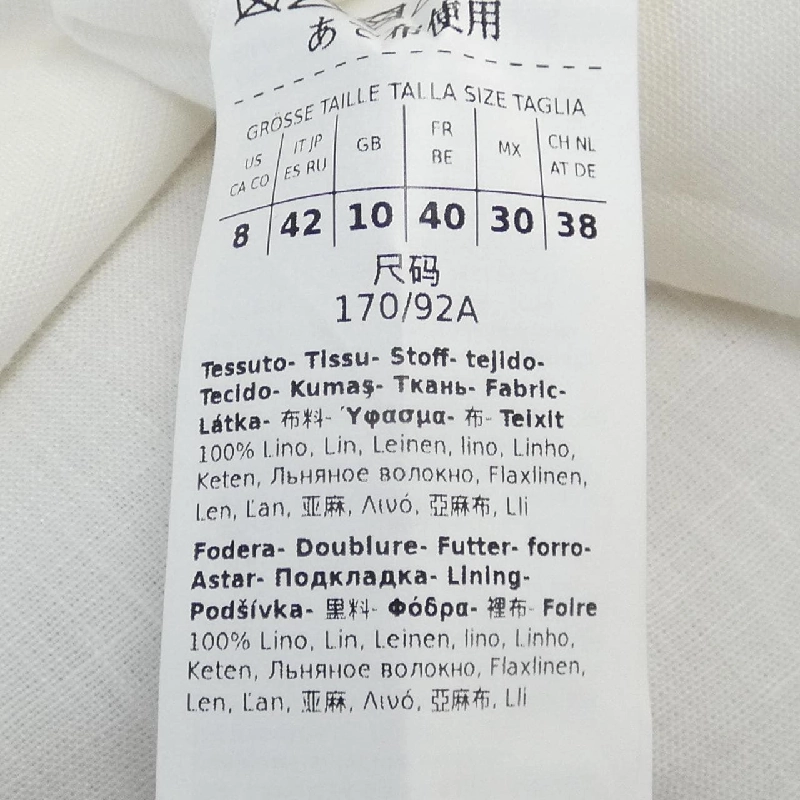 あ 使用
GRÖSSE TAILLE TALLA SIZE TAGLIA
US CA CO IT JP ES RU GB FR BE MX CH NL AT DE
8 42 10 40 30 38
尺码
170/92A
Tessuto- Tissu- Stoff- tejido-
Tecido- Kumaş- Ткань- Fabric-
Látka- 布料- Ύφασμα- 布- Teixit
100% Lino, Lin, Leinen, lino, Linho,
Keten, Льняное волокно, Flaxlinen,
Len, Ľan, 亚麻, Λινό, 亞麻布, Lli
Fodera- Doublure- Futter- forro-
Astar- Подкладка- Lining-
Podšívka- 里料- Φόδρα- 裡布- Folre
100% Lino, Lin, Leinen, lino, Linho,
Keten, Льняное волокно, Flaxlinen,
Len, Ľan, 亚麻, Λινό, 亞麻布, Lli